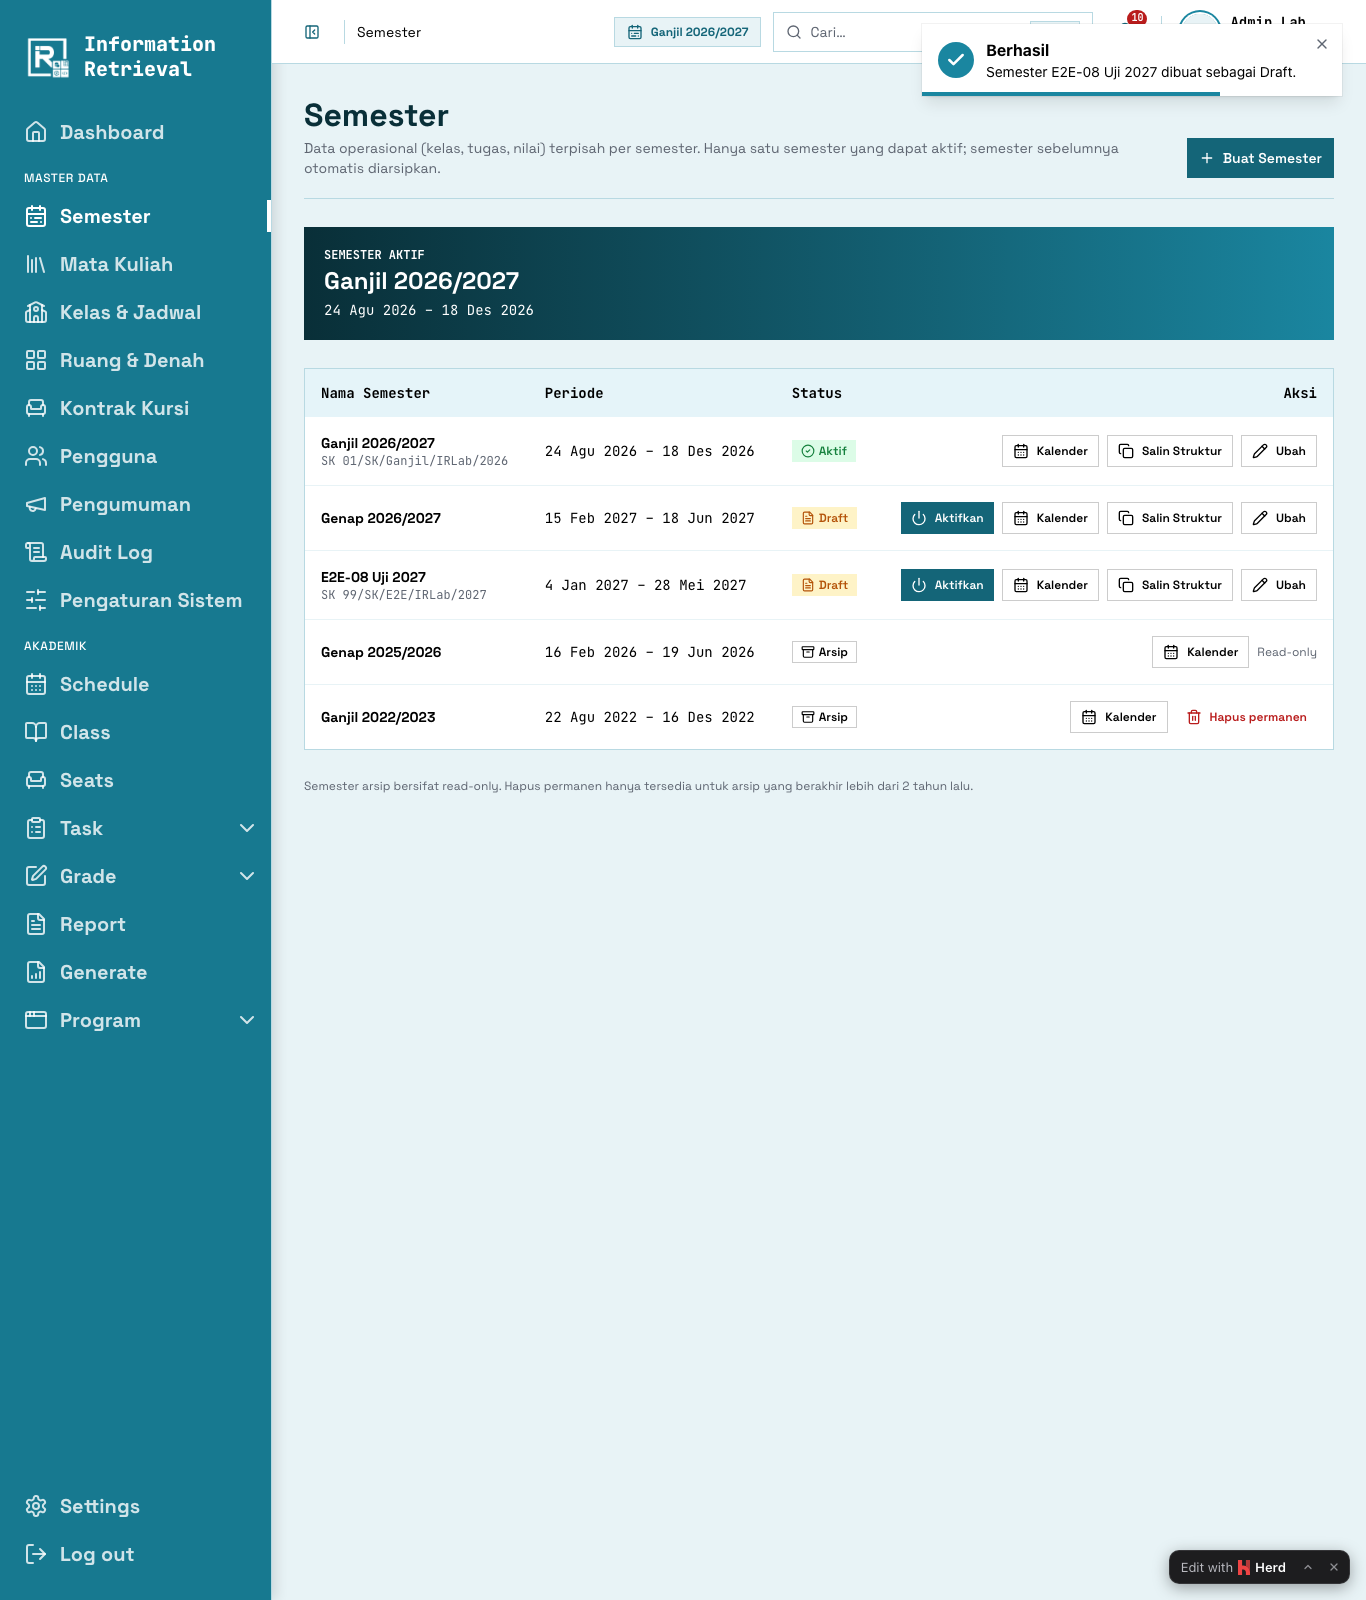 Information
Retrieval
Dashboard
MASTER DATA
Semester
Mata Kuliah
Kelas & Jadwal
Ruang & Denah
Kontrak Kursi
Pengguna
Pengumuman
Audit Log
Pengaturan Sistem
AKADEMIK
Schedule
Class
Seats
Task
Grade
Report
Generate
Program
Settings
Log out
Semester
Ganjil 2026/2027
Cari...
10
Admin Lab
Berhasil
Semester E2E-08 Uji 2027 dibuat sebagai Draft.
Semester
Data operasional (kelas, tugas, nilai) terpisah per semester. Hanya satu semester yang dapat aktif; semester sebelumnya
otomatis diarsipkan.
Buat Semester
SEMESTER AKTIF
Ganjil 2026/2027
24 Agu 2026 – 18 Des 2026
Nama Semester Periode Status Aksi
Ganjil 2026/2027
SK 01/SK/Ganjil/IRLab/2026
24 Agu 2026 – 18 Des 2026 Aktif Kalender Salin Struktur Ubah
Genap 2026/2027 15 Feb 2027 – 18 Jun 2027 Draft Aktifkan Kalender Salin Struktur Ubah
E2E-08 Uji 2027
SK 99/SK/E2E/IRLab/2027
4 Jan 2027 – 28 Mei 2027 Draft Aktifkan Kalender Salin Struktur Ubah
Genap 2025/2026 16 Feb 2026 – 19 Jun 2026 Arsip Kalender Read-only
Ganjil 2022/2023 22 Agu 2022 – 16 Des 2022 Arsip Kalender Hapus permanen
Semester arsip bersifat read-only. Hapus permanen hanya tersedia untuk arsip yang berakhir lebih dari 2 tahun lalu.
Edit with Herd